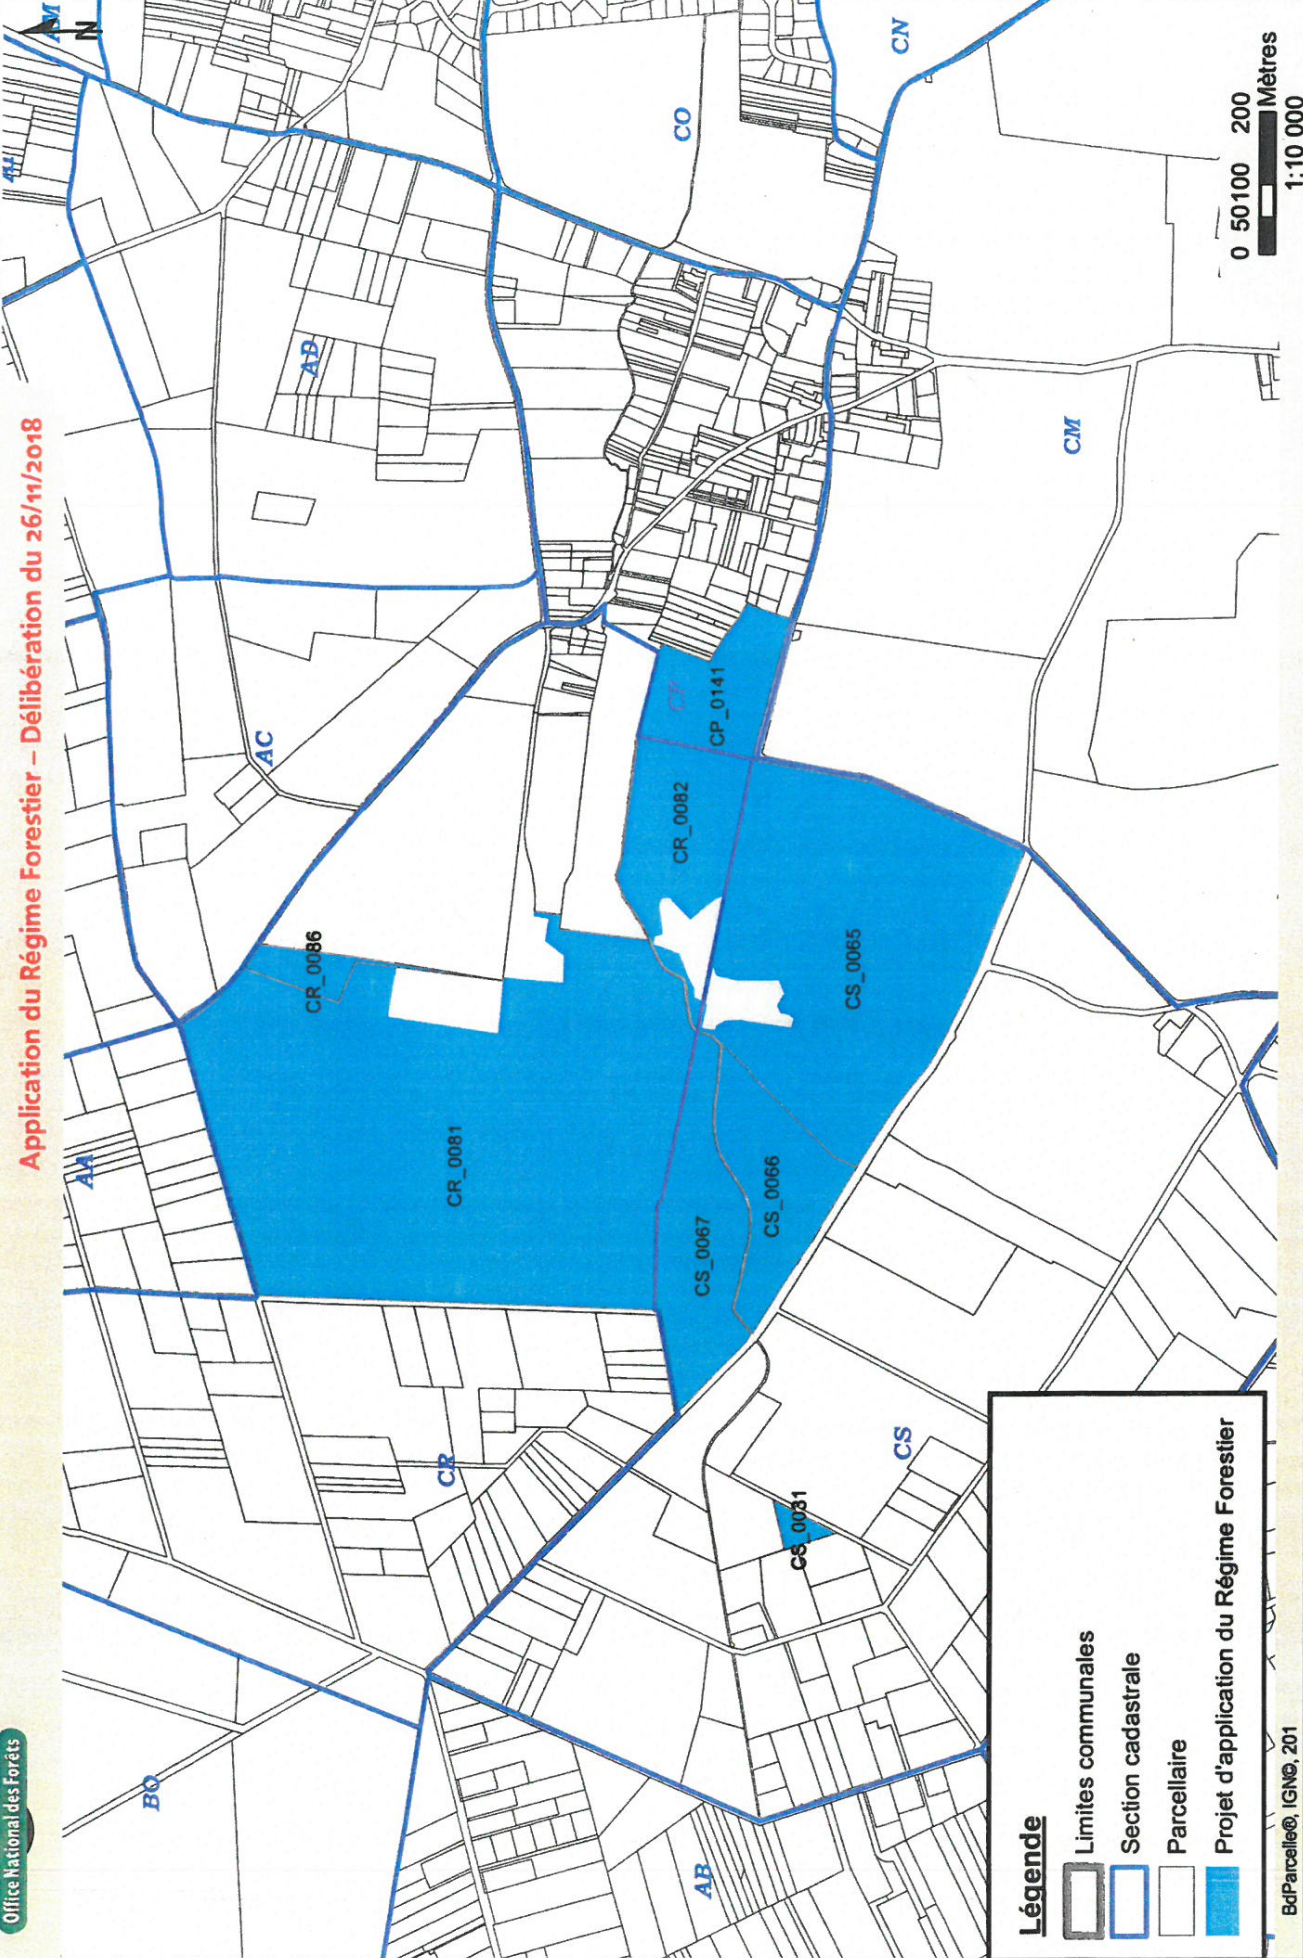 Office National des Forêts
Application du Régime Forestier – Délibération du 26/11/2018
N
BO
AA
AC
AD
CR
CR_0086
CR_0081
CR_0082
CP
CP_0141
CO
CN
CM
CS_0067
CS_0066
CS_0065
CS_0031
CS
AB
0 50100 200
Mètres
1:10 000
Légende
Limites communales
Section cadastrale
Parcellaire
Projet d'application du Régime Forestier
BdParcelle®, IGN©, 201